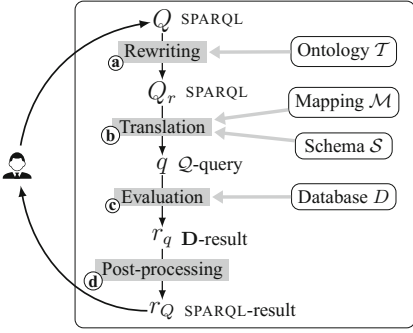 Q SPARQL
ⓐ Rewriting
Ontology 𝒯
Q_r SPARQL
Mapping ℳ
ⓑ Translation
Schema 𝒮
q 𝒬-query
ⓒ Evaluation
Database D
r_q D-result
ⓓ Post-processing
r_Q SPARQL-result